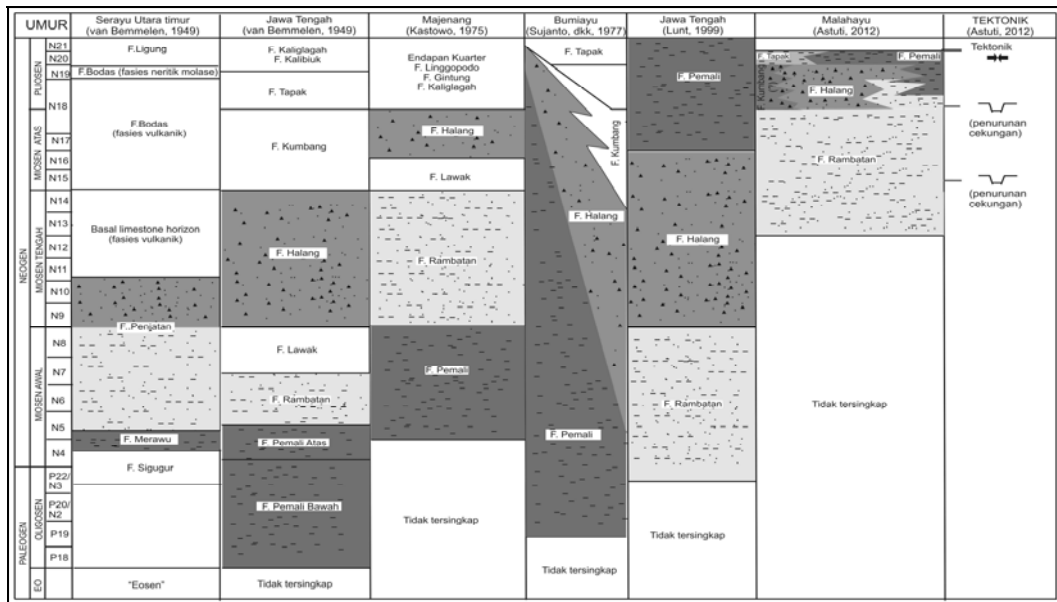 UMUR
Serayu Utara timur
(van Bemmelen, 1949)
Jawa Tengah
(van Bemmelen, 1949)
Majenang
(Kastowo, 1975)
Bumiayu
(Sujanto, dkk, 1977)
Jawa Tengah
(Lunt, 1999)
Malahayu
(Astuti, 2012)
TEKTONIK
(Astuti, 2012)
NEOGEN
PALEOGEN
PLIOSEN
MIOSEN ATAS
MIOSEN TENGAH
MIOSEN AWAL
OLIGOSEN
EO
N21
N20
N19
N18
N17
N16
N15
N14
N13
N12
N11
N10
N9
N8
N7
N6
N5
N4
P22/
N3
P20/
N2
P19
P18
F.Ligung
F.Bodas (fasies neritik molase)
F.Bodas
(fasies vulkanik)
Basal limestone horizon
(fasies vulkanik)
F..Penjatan
F. Merawu
F. Sigugur
"Eosen"
F. Kaliglagah
F. Kalibiuk
F. Tapak
F. Kumbang
F. Halang
F. Lawak
F. Rambatan
F. Pemali Atas
F. Pemali Bawah
Tidak tersingkap
Endapan Kuarter
F. Linggopodo
F. Gintung
F. Kaliglagah
F. Halang
F. Lawak
F. Rambatan
F. Pemali
Tidak tersingkap
F. Tapak
F. Kumbang
F. Halang
F. Pemali
Tidak tersingkap
F. Pemali
F. Halang
F. Rambatan
Tidak tersingkap
F. Tapak
F. Pemali
F. Kumbang
F. Halang
F. Rambatan
Tidak tersingkap
Tektonik
(penurunan
cekungan)
(penurunan
cekungan)